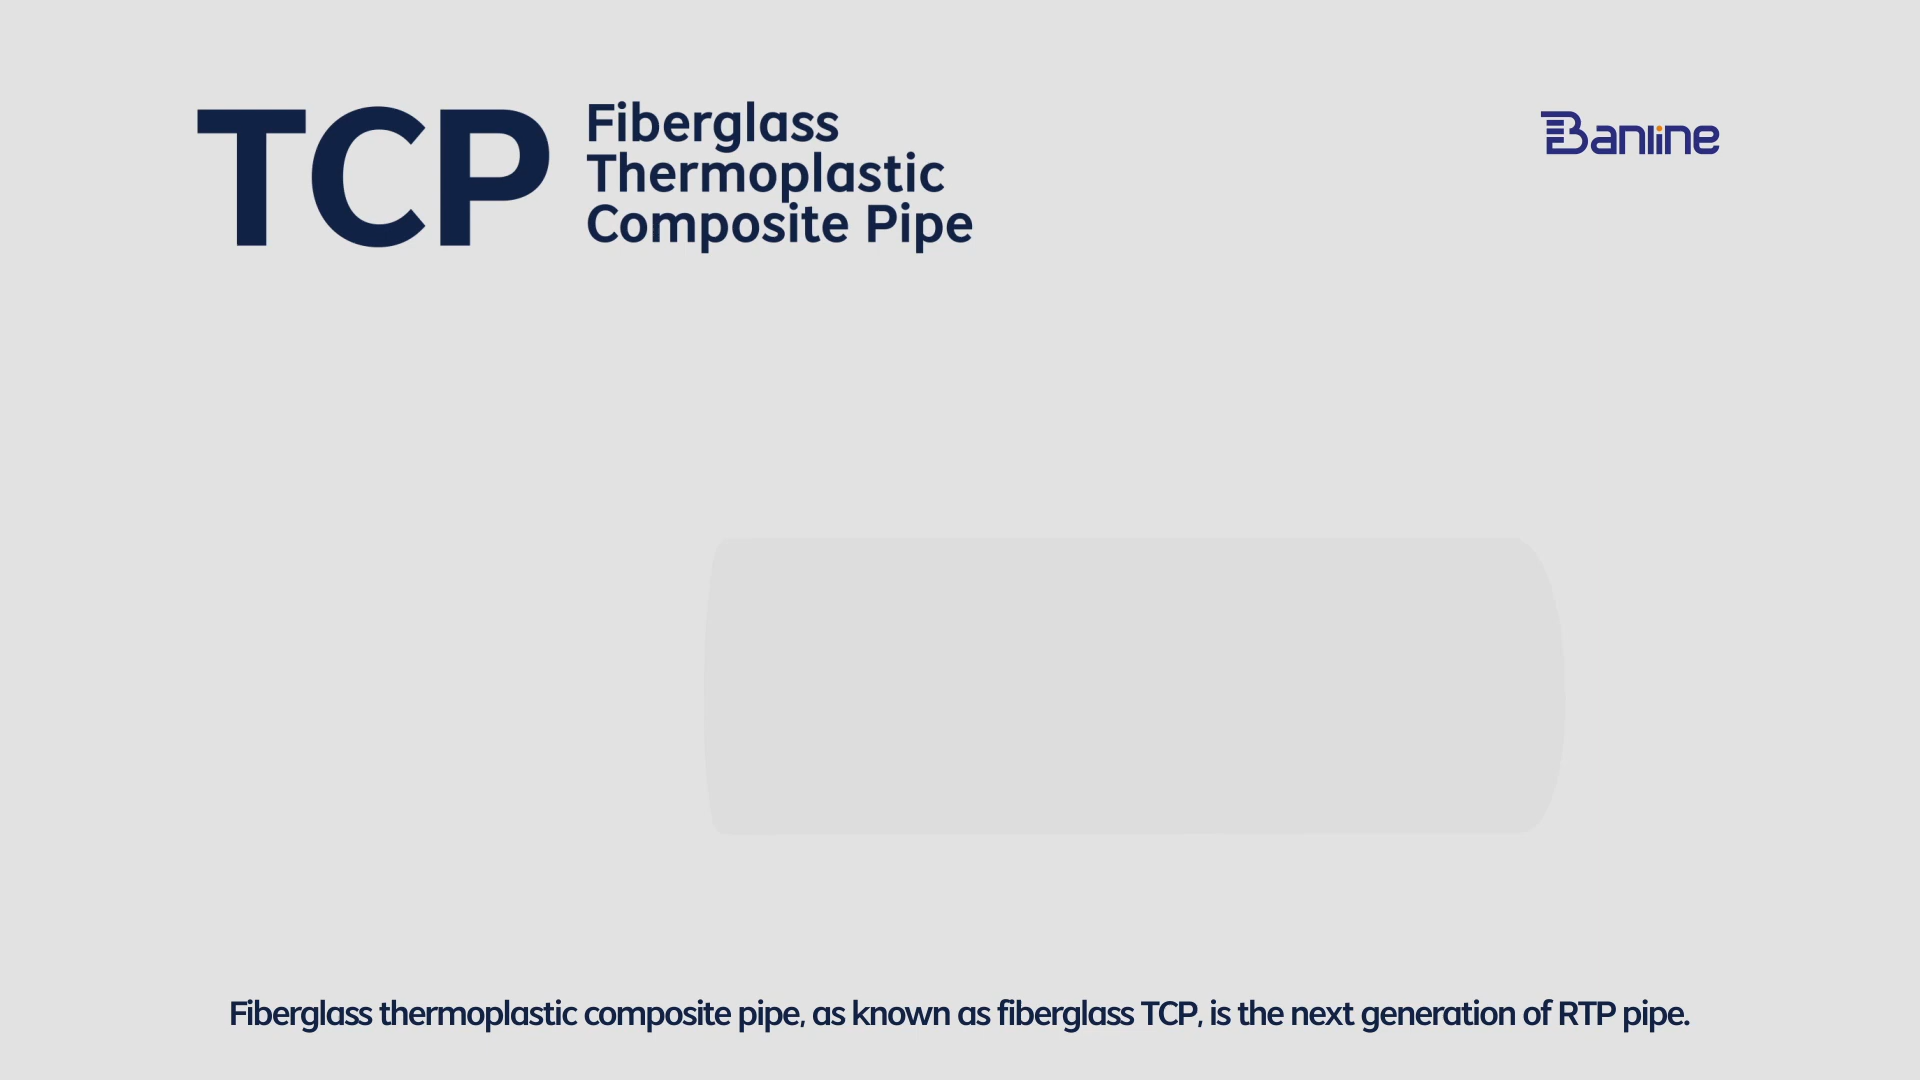 TCP
Fiberglass
Thermoplastic
Composite Pipe
Banline
Fiberglass thermoplastic composite pipe, as known as fiberglass TCP, is the next generation of RTP pipe.